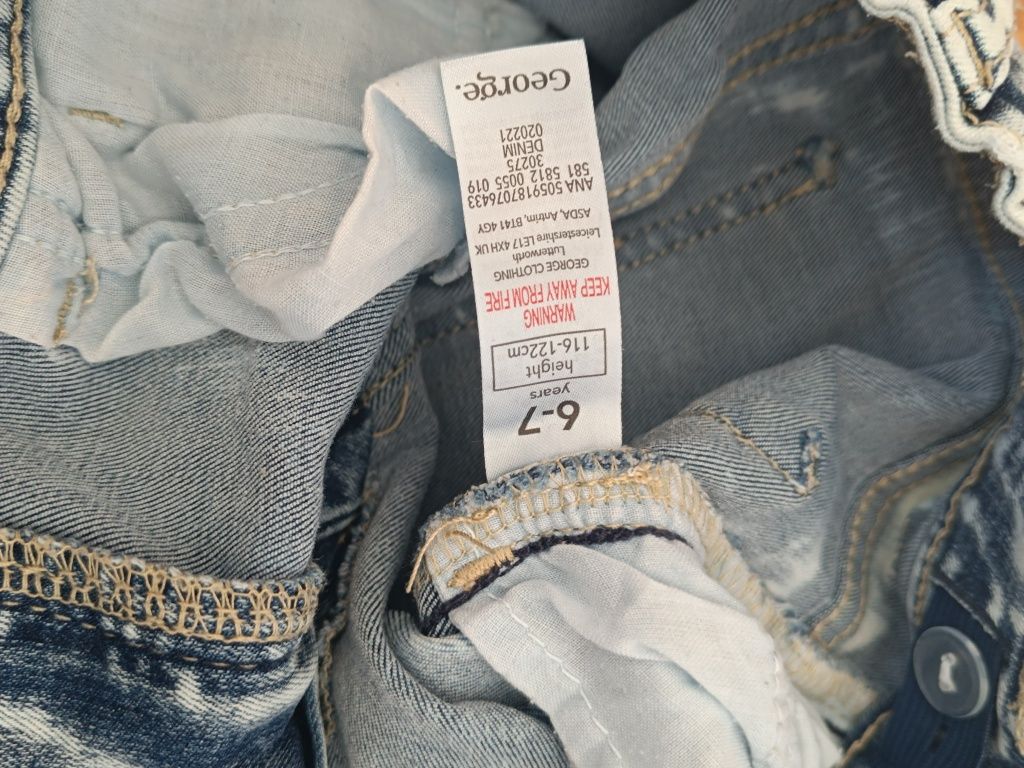 George.
020221
DENIM
30275
581 5812 0055 019
ANA 5059187076433
ASDA, Antrim, BT41 4GY
Leicestershire LE17 4XH UK
Lutterworth
GEORGE CLOTHING
KEEP AWAY FROM FIRE
WARNING
116-122cm
height
years
6-7